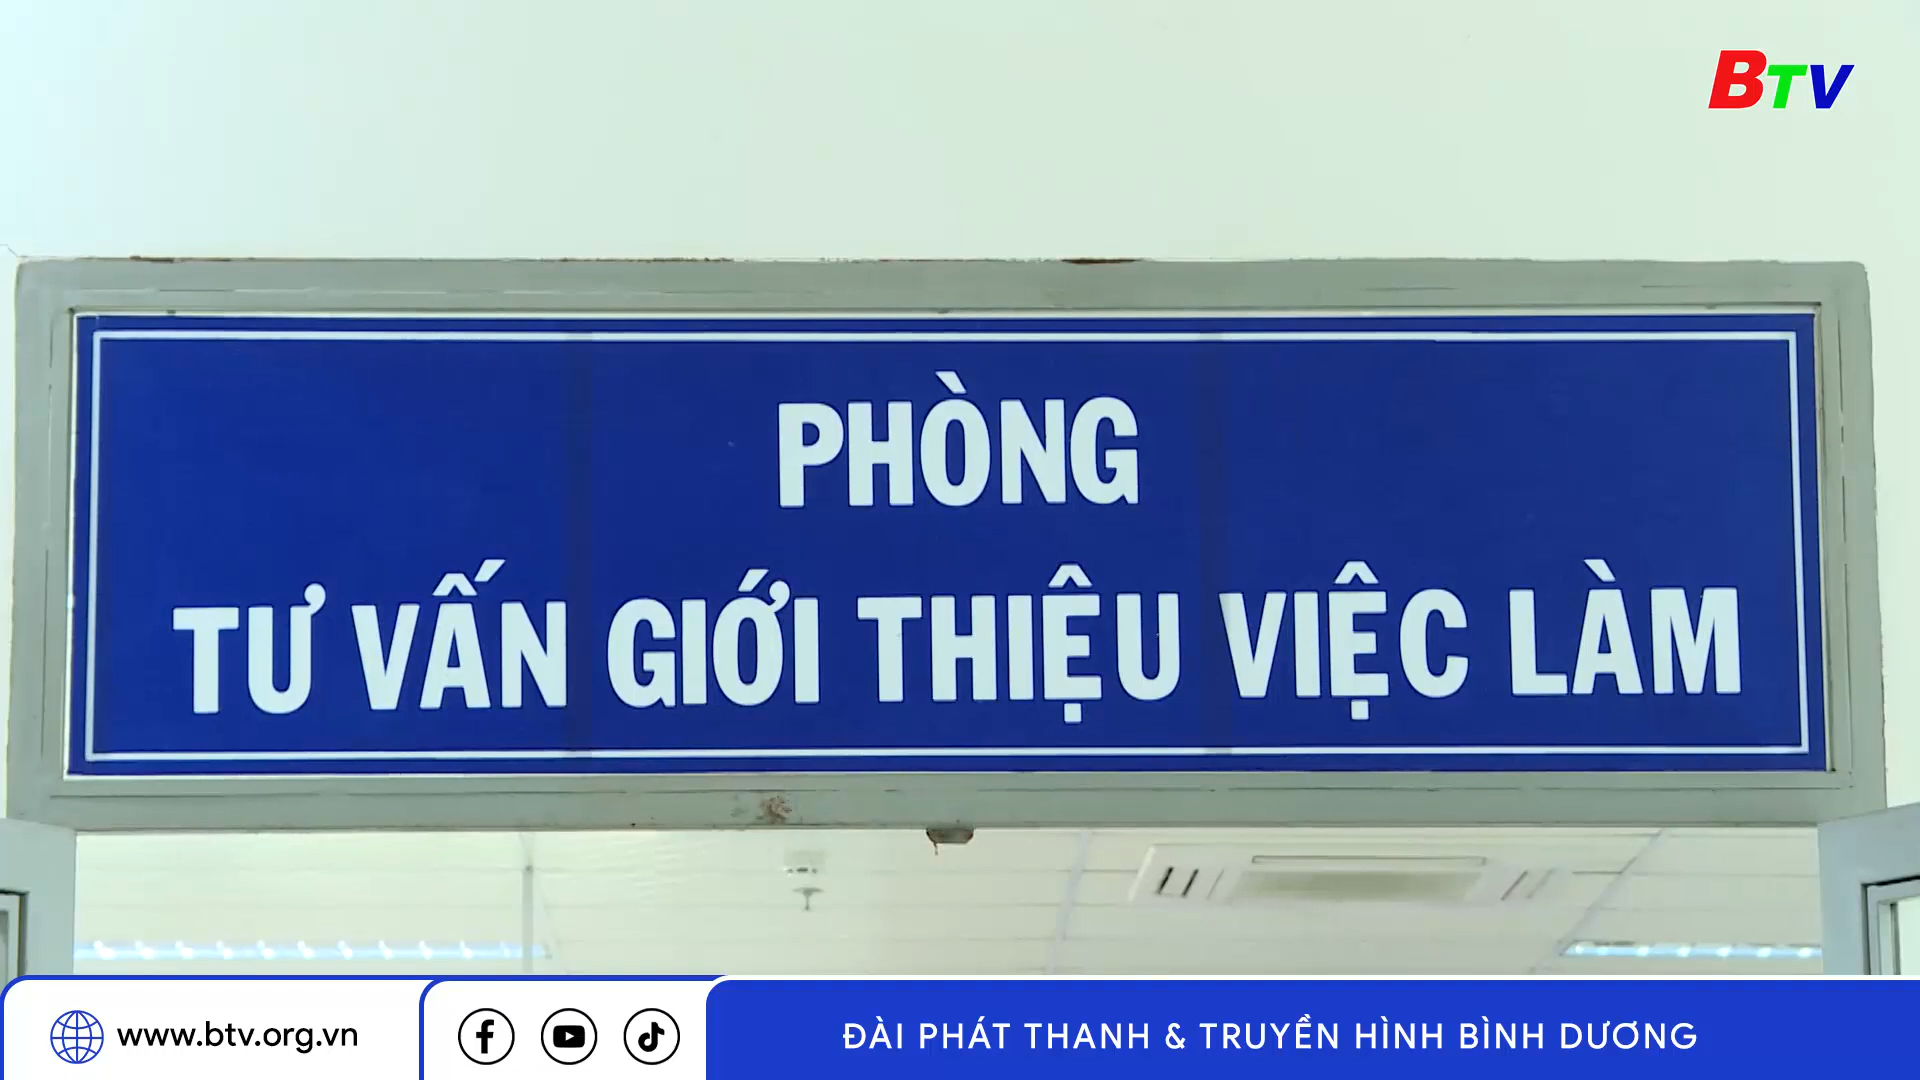 BTV
PHÒNG
TƯ VẤN GIỚI THIỆU VIỆC LÀM
www.btv.org.vn
ĐÀI PHÁT THANH & TRUYỀN HÌNH BÌNH DƯƠNG